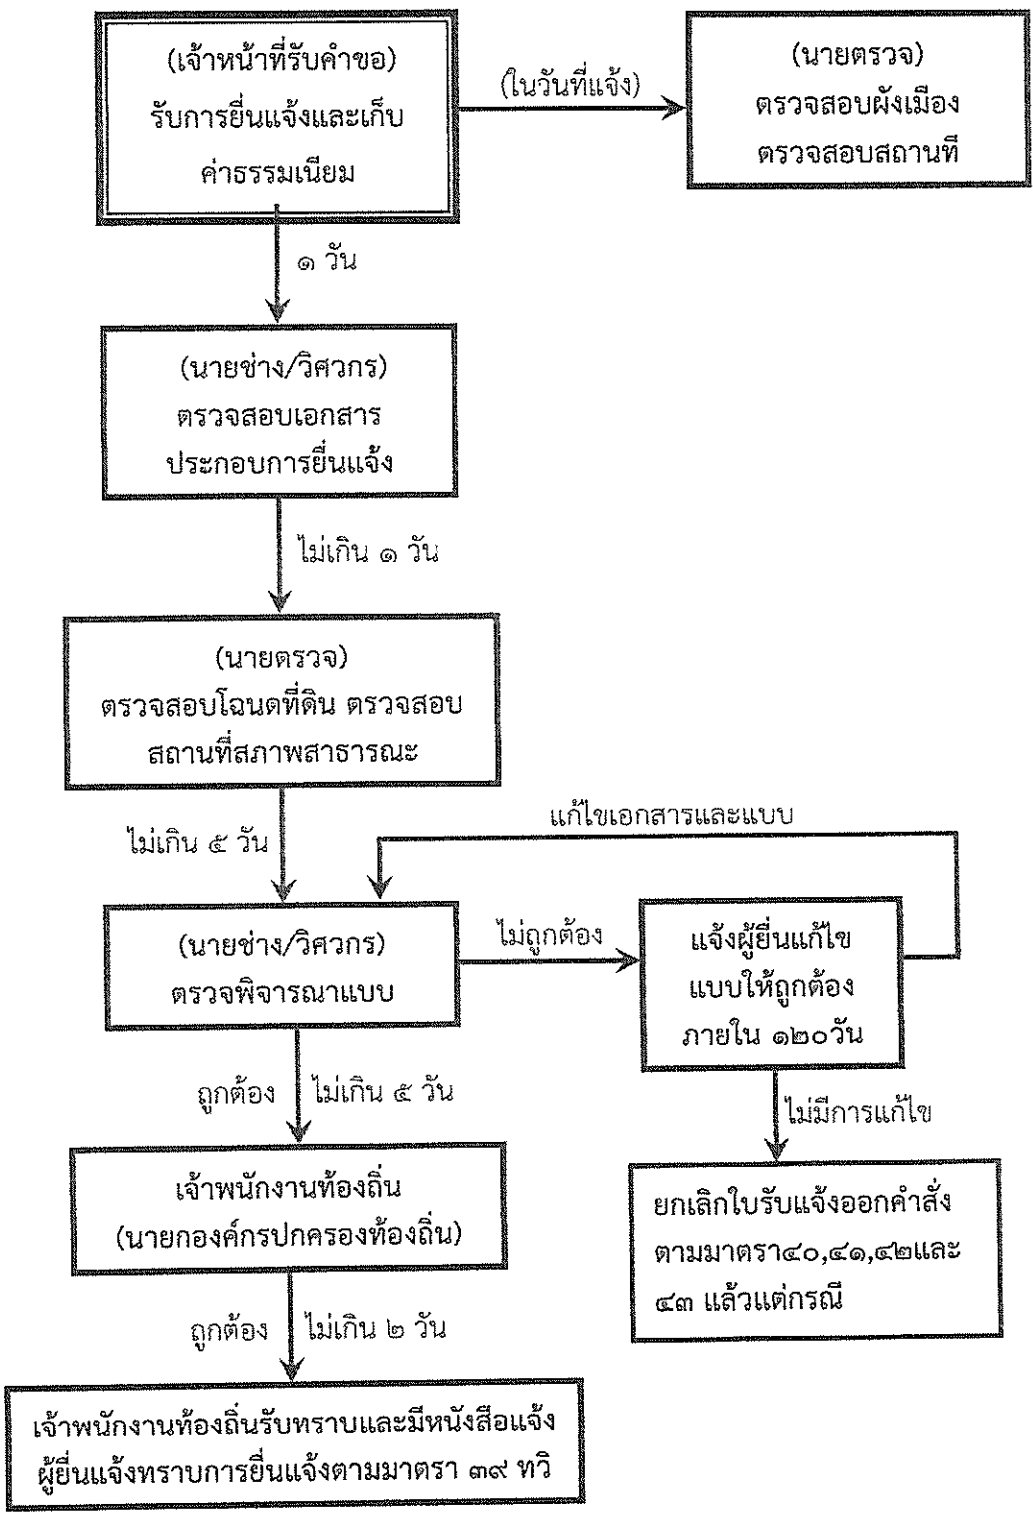 (เจ้าหน้าที่รับคำขอ)
รับการยื่นแจ้งและเก็บ
ค่าธรรมเนียม
(ในวันที่แจ้ง)
(นายตรวจ)
ตรวจสอบผังเมือง
ตรวจสอบสถานที่
๑ วัน
(นายช่าง/วิศวกร)
ตรวจสอบเอกสาร
ประกอบการยื่นแจ้ง
ไม่เกิน ๑ วัน
(นายตรวจ)
ตรวจสอบโฉนดที่ดิน ตรวจสอบ
สถานที่สภาพสาธารณะ
ไม่เกิน ๕ วัน
แก้ไขเอกสารและแบบ
(นายช่าง/วิศวกร)
ตรวจพิจารณาแบบ
ไม่ถูกต้อง
แจ้งผู้ยื่นแก้ไข
แบบให้ถูกต้อง
ภายใน ๑๒๐วัน
ถูกต้อง ไม่เกิน ๕ วัน
ไม่มีการแก้ไข
เจ้าพนักงานท้องถิ่น
(นายกองค์กรปกครองท้องถิ่น)
ยกเลิกใบรับแจ้งออกคำสั่ง
ตามมาตรา๔๐,๔๑,๔๒และ
๔๓ แล้วแต่กรณี
ถูกต้อง ไม่เกิน ๒ วัน
เจ้าพนักงานท้องถิ่นรับทราบและมีหนังสือแจ้ง
ผู้ยื่นแจ้งทราบการยื่นแจ้งตามมาตรา ๓๙ ทวิ